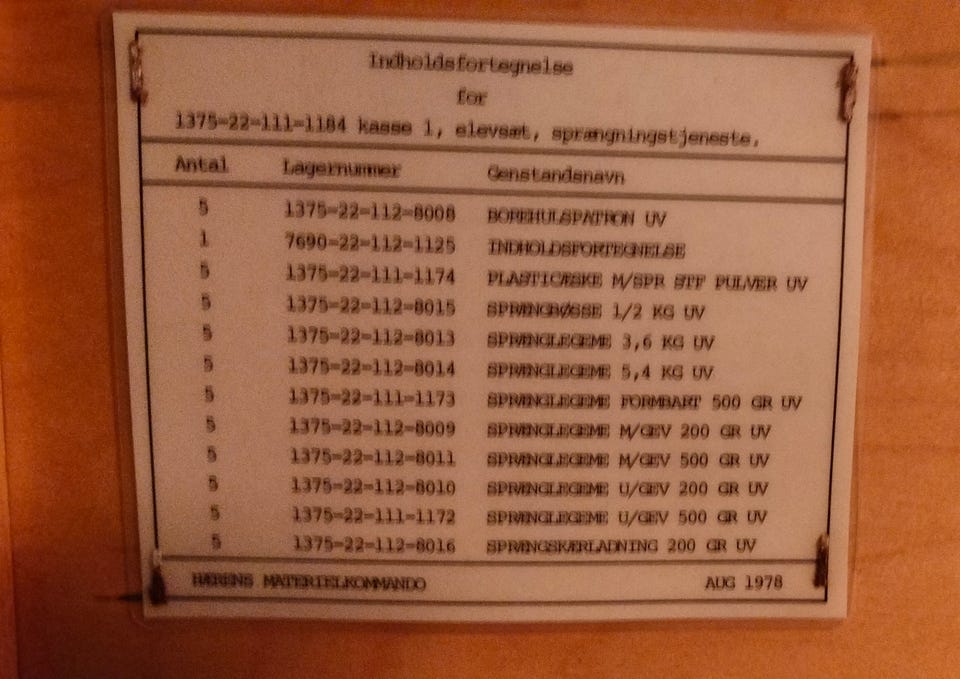 Indholdsfortegnelse
for
1375-22-111-1184 kasse 1, elevsæt, sprængningstjeneste.
Antal Lagernummer Genstandsnavn
5 1375-22-112-8008 BOREHULSPATRON UV
1 7690-22-112-1125 INDHOLDSFORTEGNELSE
5 1375-22-111-1174 PLASTICÆSKE M/SPR STF PULVER UV
5 1375-22-112-8015 SPRÆNGBØSSE 1/2 KG UV
5 1375-22-112-8013 SPRÆNGLEGEME 3,6 KG UV
5 1375-22-112-8014 SPRÆNGLEGEME 5,4 KG UV
5 1375-22-111-1173 SPRÆNGLEGEME FORMBART 500 GR UV
5 1375-22-112-8009 SPRÆNGLEGEME M/GEV 200 GR UV
5 1375-22-112-8011 SPRÆNGLEGEME M/GEV 500 GR UV
5 1375-22-112-8010 SPRÆNGLEGEME U/GEV 200 GR UV
5 1375-22-111-1172 SPRÆNGLEGEME U/GEV 500 GR UV
5 1375-22-112-8016 SPRÆNGSKÆRLADNING 200 GR UV
HÆRENS MATERIELKOMMANDO AUG 1978